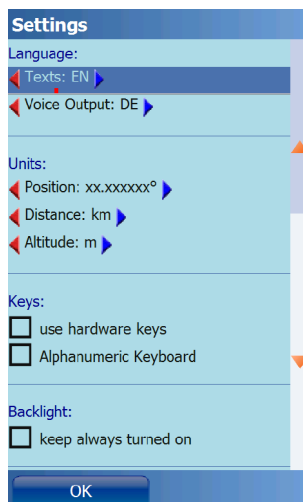 Settings
Language:
Texts: EN
Voice Output: DE
Units:
Position: xx.xxxxxx°
Distance: km
Altitude: m
Keys:
use hardware keys
Alphanumeric Keyboard
Backlight:
keep always turned on
OK